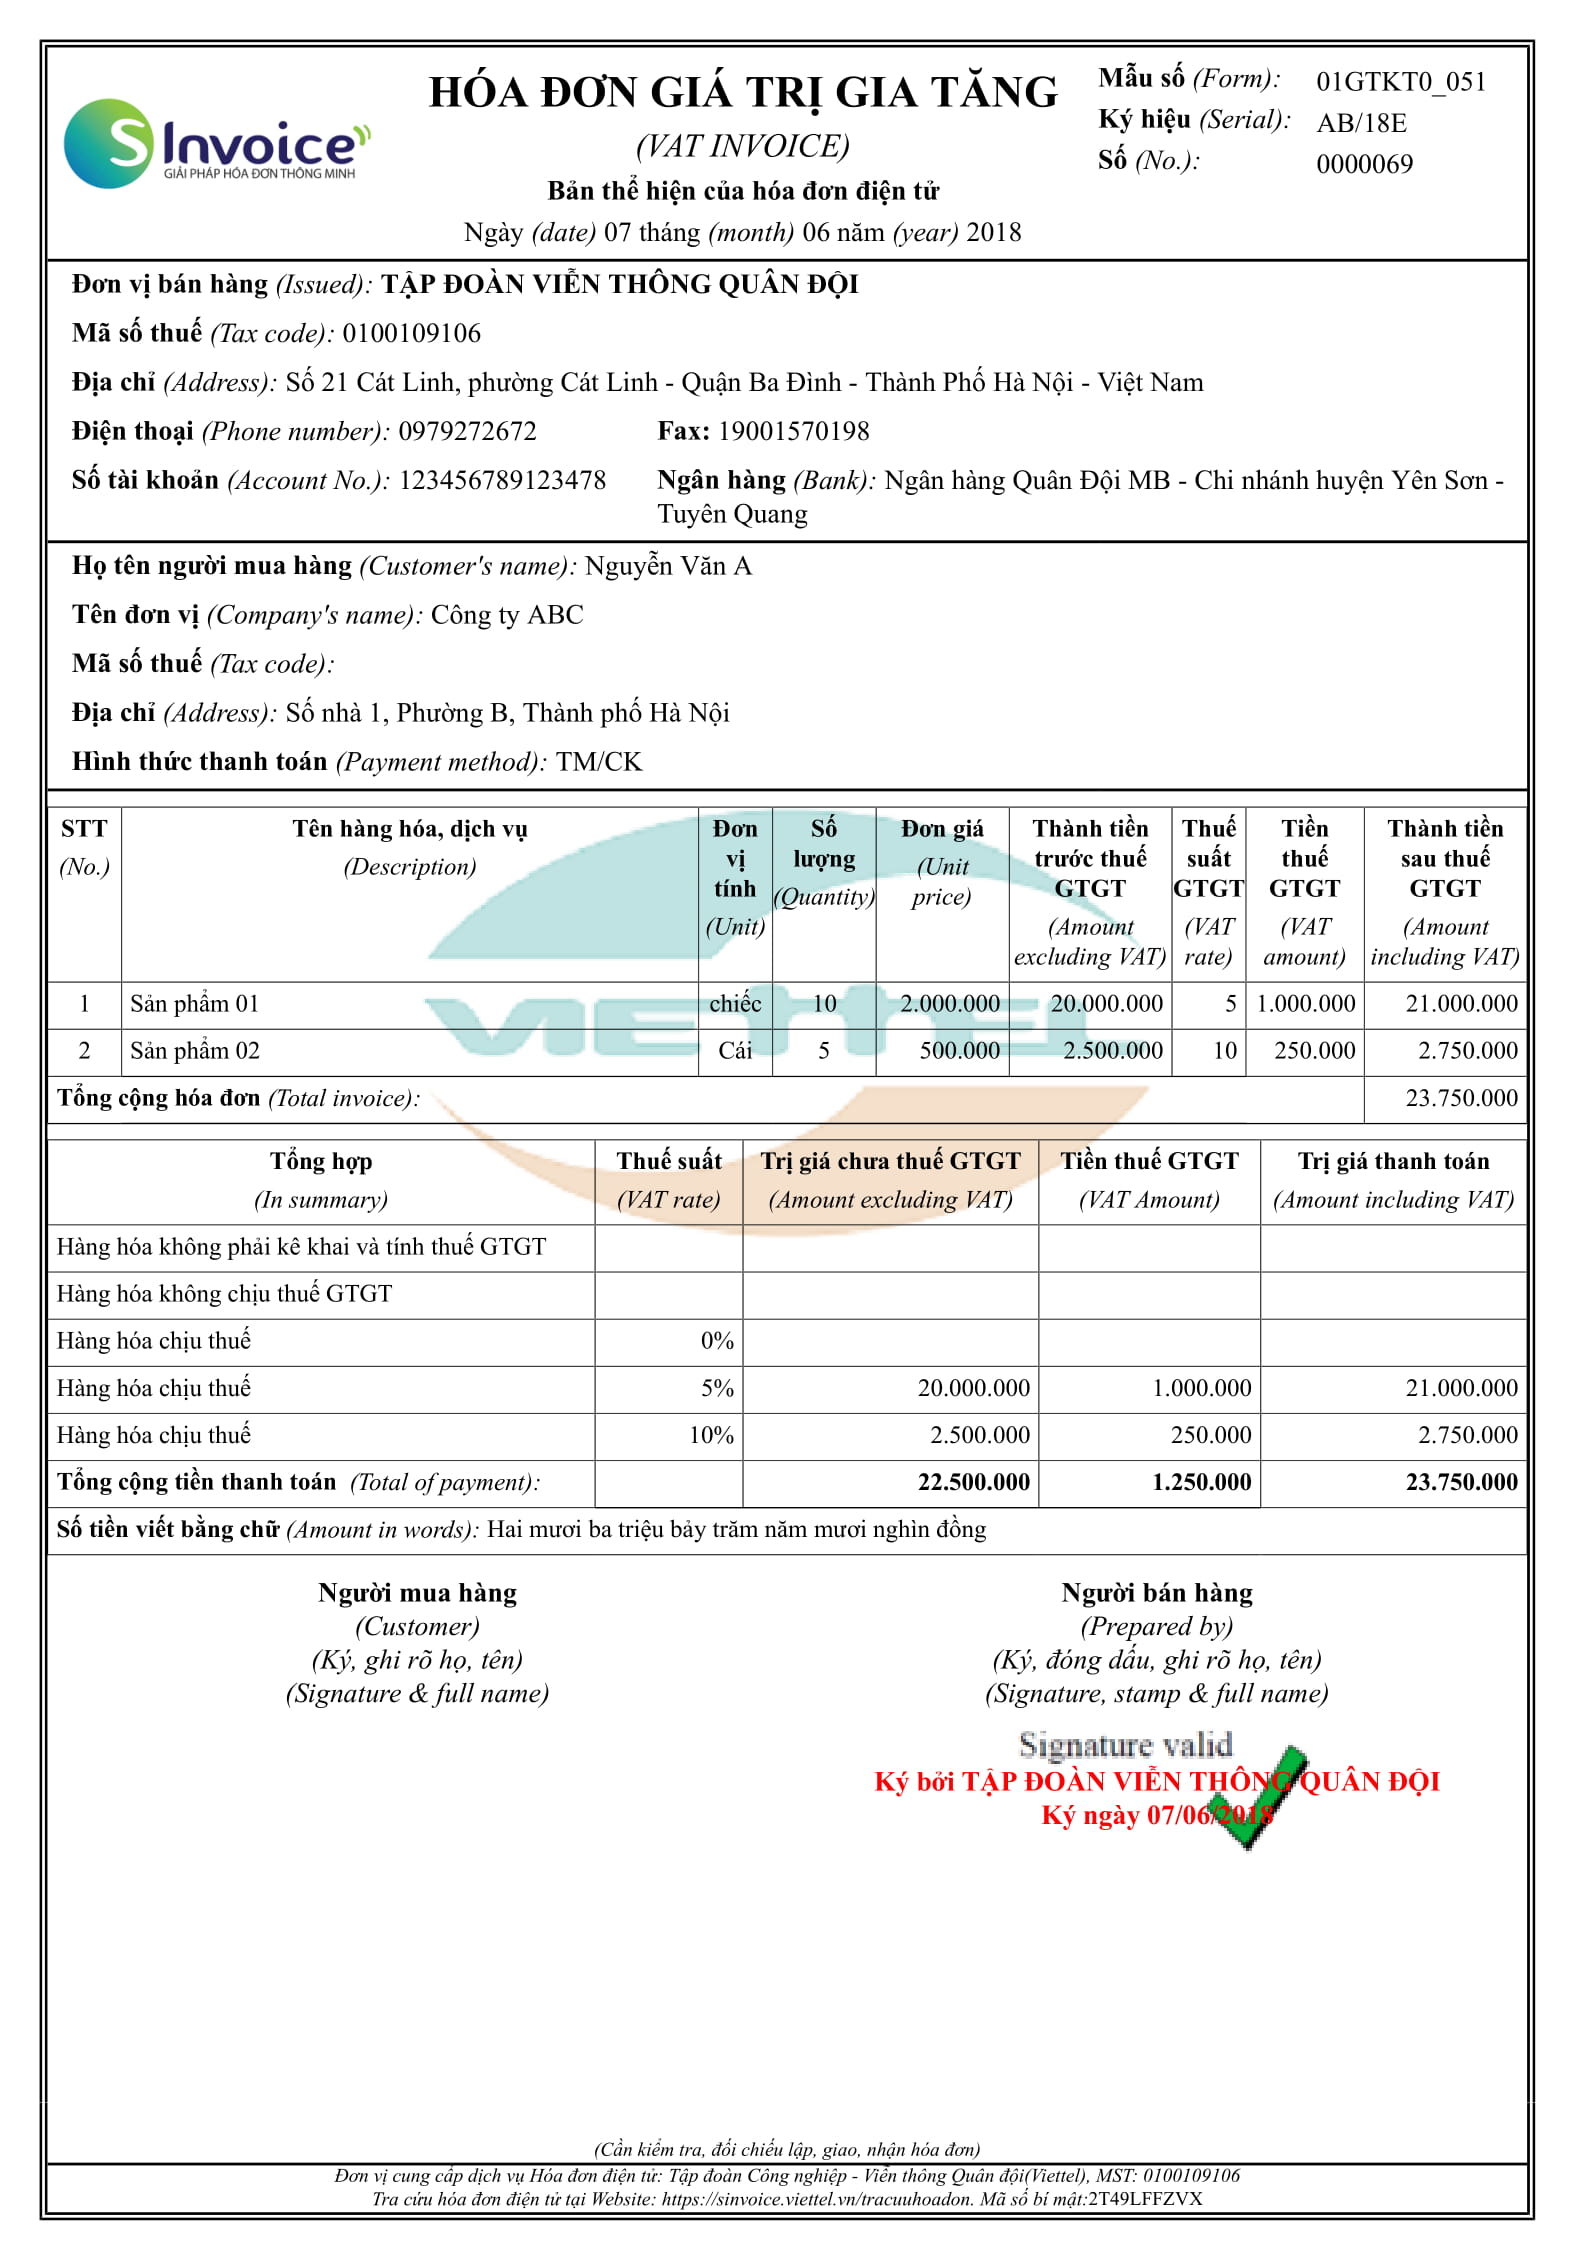 S Invoice
GIẢI PHÁP HÓA ĐƠN THÔNG MINH
HÓA ĐƠN GIÁ TRỊ GIA TĂNG
(VAT INVOICE)
Bản thể hiện của hóa đơn điện tử
Ngày (date) 07 tháng (month) 06 năm (year) 2018
Mẫu số (Form): 01GTKT0_051
Ký hiệu (Serial): AB/18E
Số (No.): 0000069
Đơn vị bán hàng (Issued): TẬP ĐOÀN VIỄN THÔNG QUÂN ĐỘI
Mã số thuế (Tax code): 0100109106
Địa chỉ (Address): Số 21 Cát Linh, phường Cát Linh - Quận Ba Đình - Thành Phố Hà Nội - Việt Nam
Điện thoại (Phone number): 0979272672 Fax: 19001570198
Số tài khoản (Account No.): 123456789123478 Ngân hàng (Bank): Ngân hàng Quân Đội MB - Chi nhánh huyện Yên Sơn -
Tuyên Quang
Họ tên người mua hàng (Customer's name): Nguyễn Văn A
Tên đơn vị (Company's name): Công ty ABC
Mã số thuế (Tax code):
Địa chỉ (Address): Số nhà 1, Phường B, Thành phố Hà Nội
Hình thức thanh toán (Payment method): TM/CK
STT (No.) Tên hàng hóa, dịch vụ (Description) Đơn vị tính (Unit) Số lượng (Quantity) Đơn giá (Unit price) Thành tiền trước thuế GTGT (Amount excluding VAT) Thuế suất GTGT (VAT rate) Tiền thuế GTGT (VAT amount) Thành tiền sau thuế GTGT (Amount including VAT)
1 Sản phẩm 01 chiếc 10 2.000.000 20.000.000 5 1.000.000 21.000.000
VIETTEL
2 Sản phẩm 02 Cái 5 500.000 2.500.000 10 250.000 2.750.000
Tổng cộng hóa đơn (Total invoice): 23.750.000
Tổng hợp (In summary) Thuế suất (VAT rate) Trị giá chưa thuế GTGT (Amount excluding VAT) Tiền thuế GTGT (VAT Amount) Trị giá thanh toán (Amount including VAT)
Hàng hóa không phải kê khai và tính thuế GTGT
Hàng hóa không chịu thuế GTGT
Hàng hóa chịu thuế 0%
Hàng hóa chịu thuế 5% 20.000.000 1.000.000 21.000.000
Hàng hóa chịu thuế 10% 2.500.000 250.000 2.750.000
Tổng cộng tiền thanh toán (Total of payment): 22.500.000 1.250.000 23.750.000
Số tiền viết bằng chữ (Amount in words): Hai mươi ba triệu bảy trăm năm mươi nghìn đồng
Người mua hàng
(Customer)
(Ký, ghi rõ họ, tên)
(Signature & full name)
Người bán hàng
(Prepared by)
(Ký, đóng dấu, ghi rõ họ, tên)
(Signature, stamp & full name)
Signature valid
Ký bởi TẬP ĐOÀN VIỄN THÔNG QUÂN ĐỘI
Ký ngày 07/06/2018
(Cần kiểm tra, đối chiếu lập, giao, nhận hóa đơn)
Đơn vị cung cấp dịch vụ Hóa đơn điện tử: Tập đoàn Công nghiệp - Viễn thông Quân đội(Viettel), MST: 0100109106
Tra cứu hóa đơn điện tử tại Website: https://sinvoice.viettel.vn/tracuuhoadon. Mã số bí mật:2T49LFFZVX